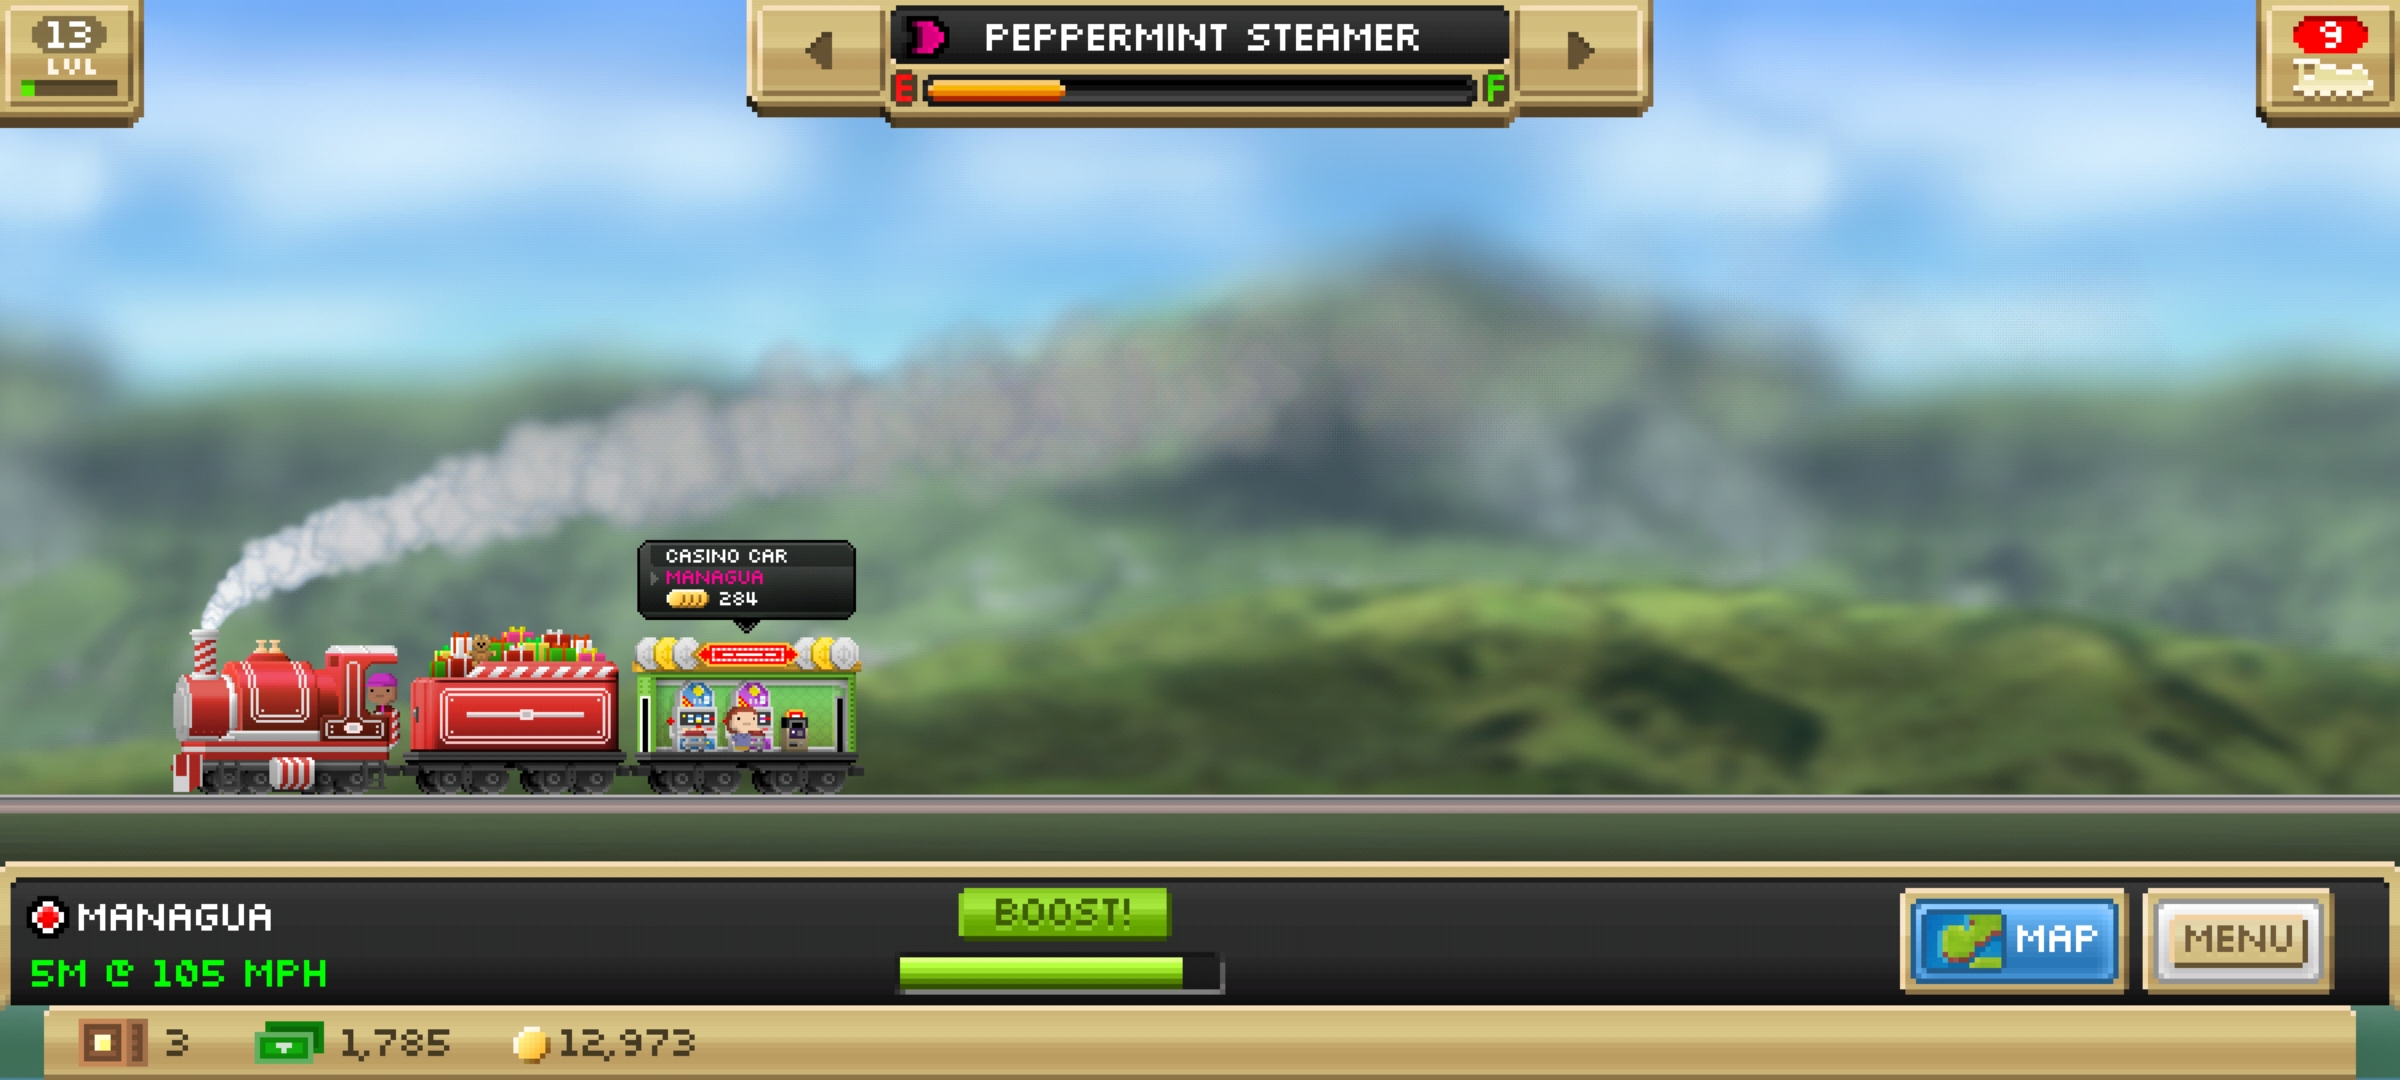 13
LVL
PEPPERMINT STEAMER
E F
9
CASINO CAR
MANAGUA
284
MANAGUA
5M @ 105 MPH
BOOST!
MAP
MENU
3 1,785 12,973